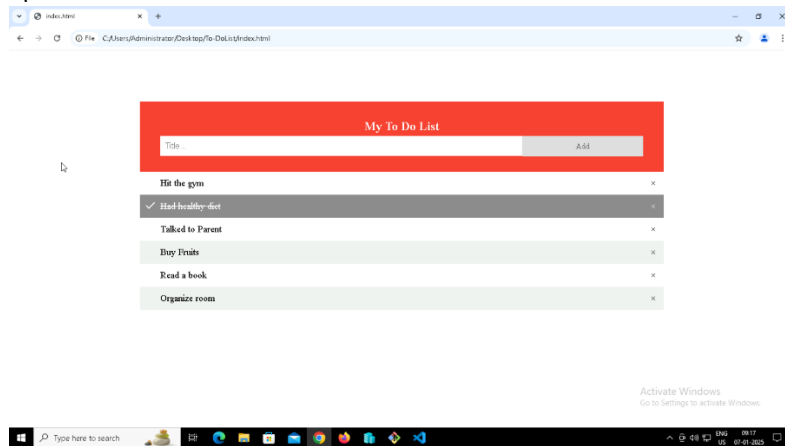 index.html
File C:/Users/Administrator/Desktop/To-DoList/index.html
My To Do List
Title...
Add
Hit the gym ×
Had healthy diet ×
Talked to Parent ×
Buy Fruits ×
Read a book ×
Organize room ×
Activate Windows
Go to Settings to activate Windows.
Type here to search
ENG 09:17
US 07-01-2025